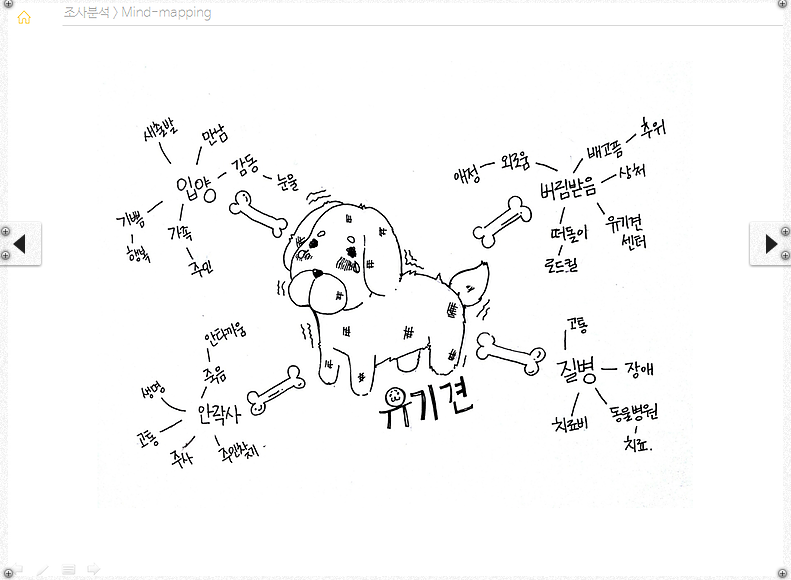 조사분석 > Mind-mapping
새출발
만남
감동
눈물
입양
기쁨
행복
가족
주인
추위
배고픔
외로움
애정
상처
버림받음
떠돌이
로드킬
유기견
센터
안타까움
죽음
생명
안락사
고통
주사
주인찾기
유기견
고통
질병
장애
치료비
동물병원
치료.